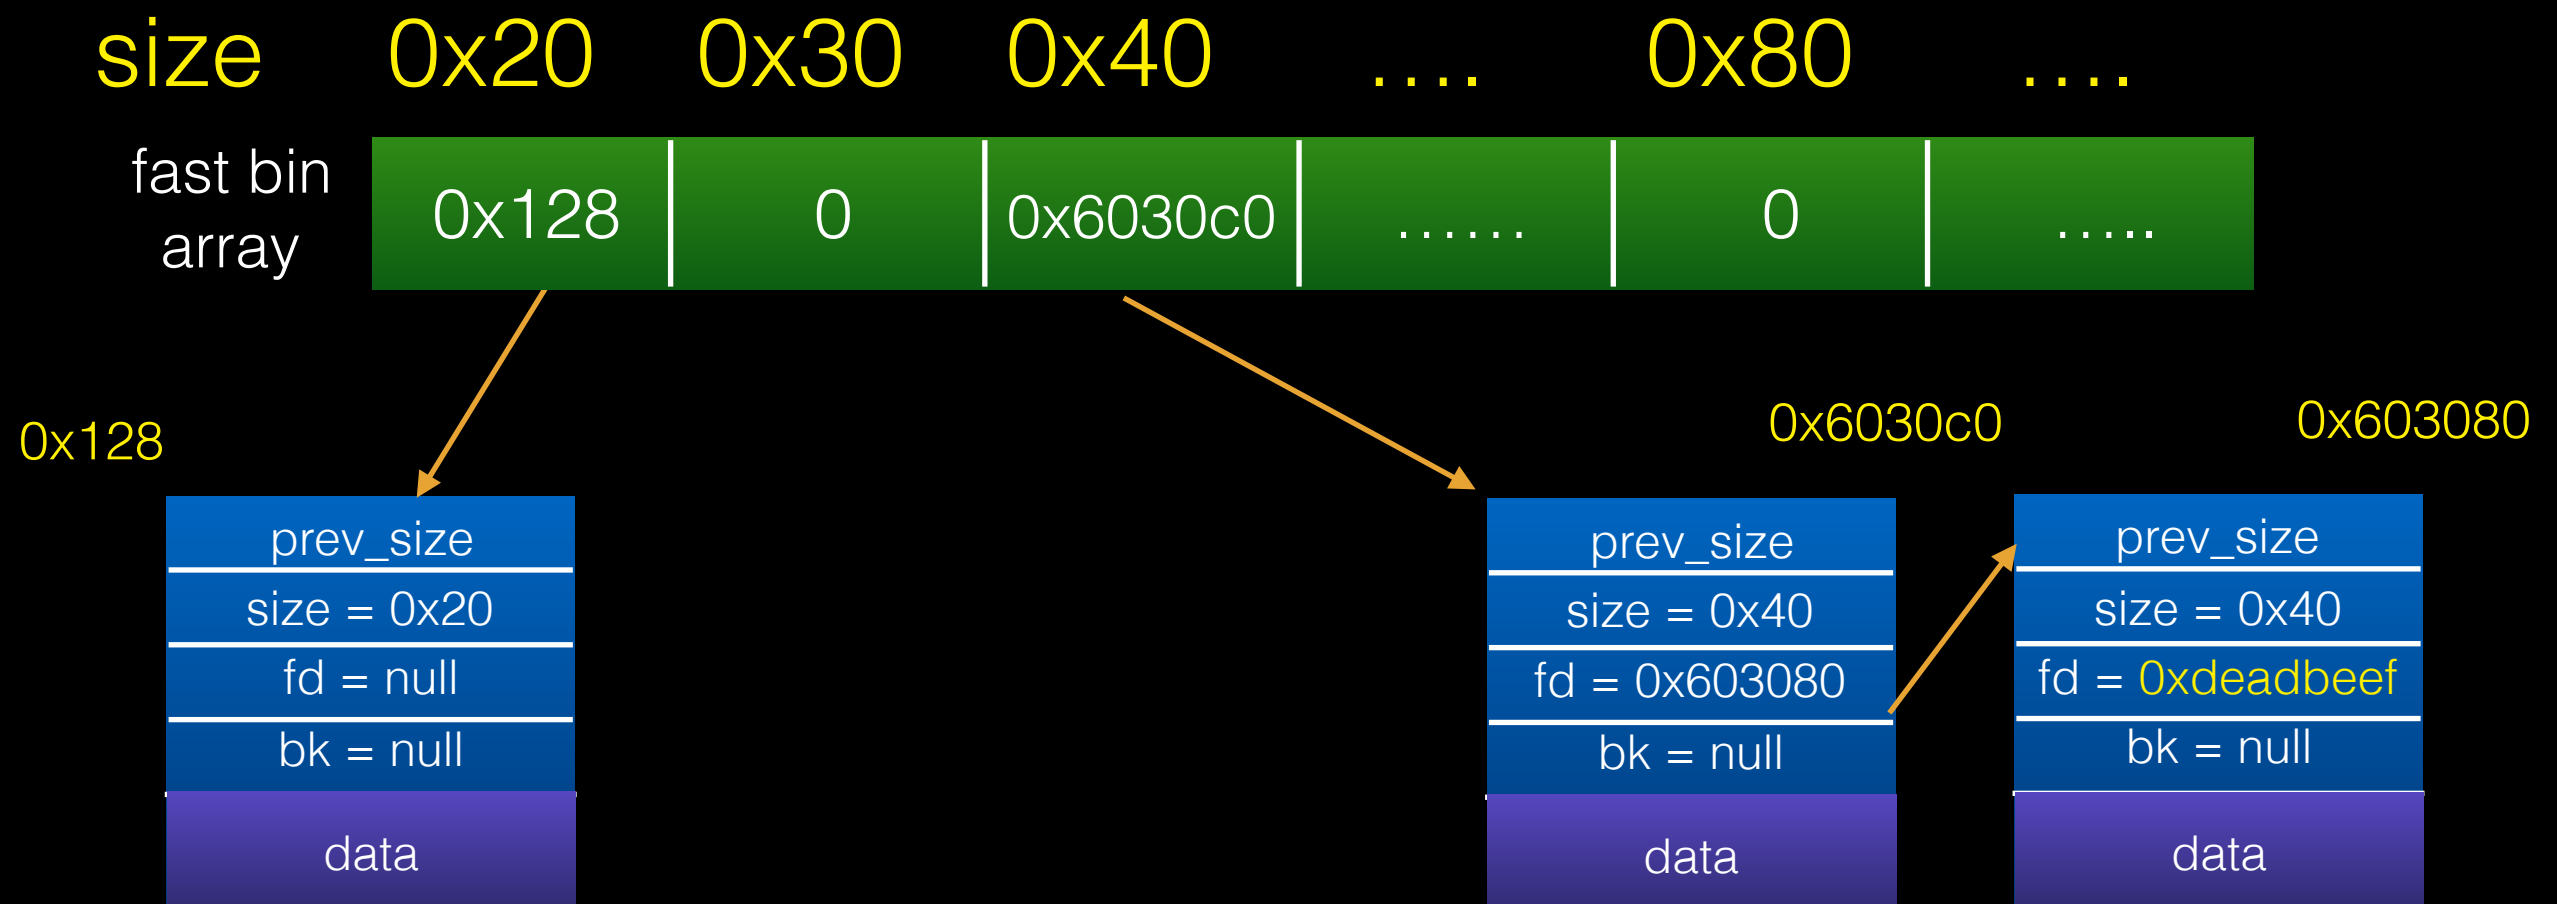 size 0x20 0x30 0x40 .... 0x80 ....
fast bin
array
0x128 0 0x6030c0 ...... 0 .....
0x128 0x6030c0 0x603080
prev_size
size = 0x20
fd = null
bk = null
data
prev_size
size = 0x40
fd = 0x603080
bk = null
data
prev_size
size = 0x40
fd = 0xdeadbeef
bk = null
data